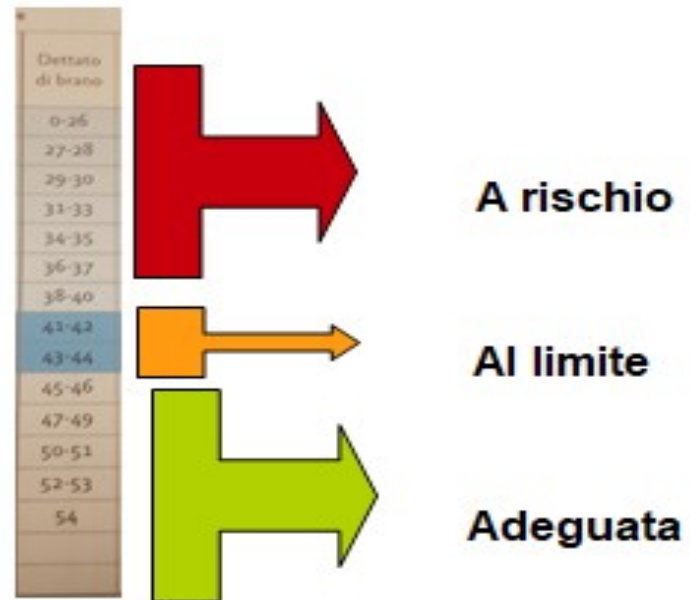 Dettato
di brano
0-26
27-28
29-30
31-33
34-35
36-37
38-40
41-42
43-44
45-46
47-49
50-51
52-53
54
A rischio
Al limite
Adeguata